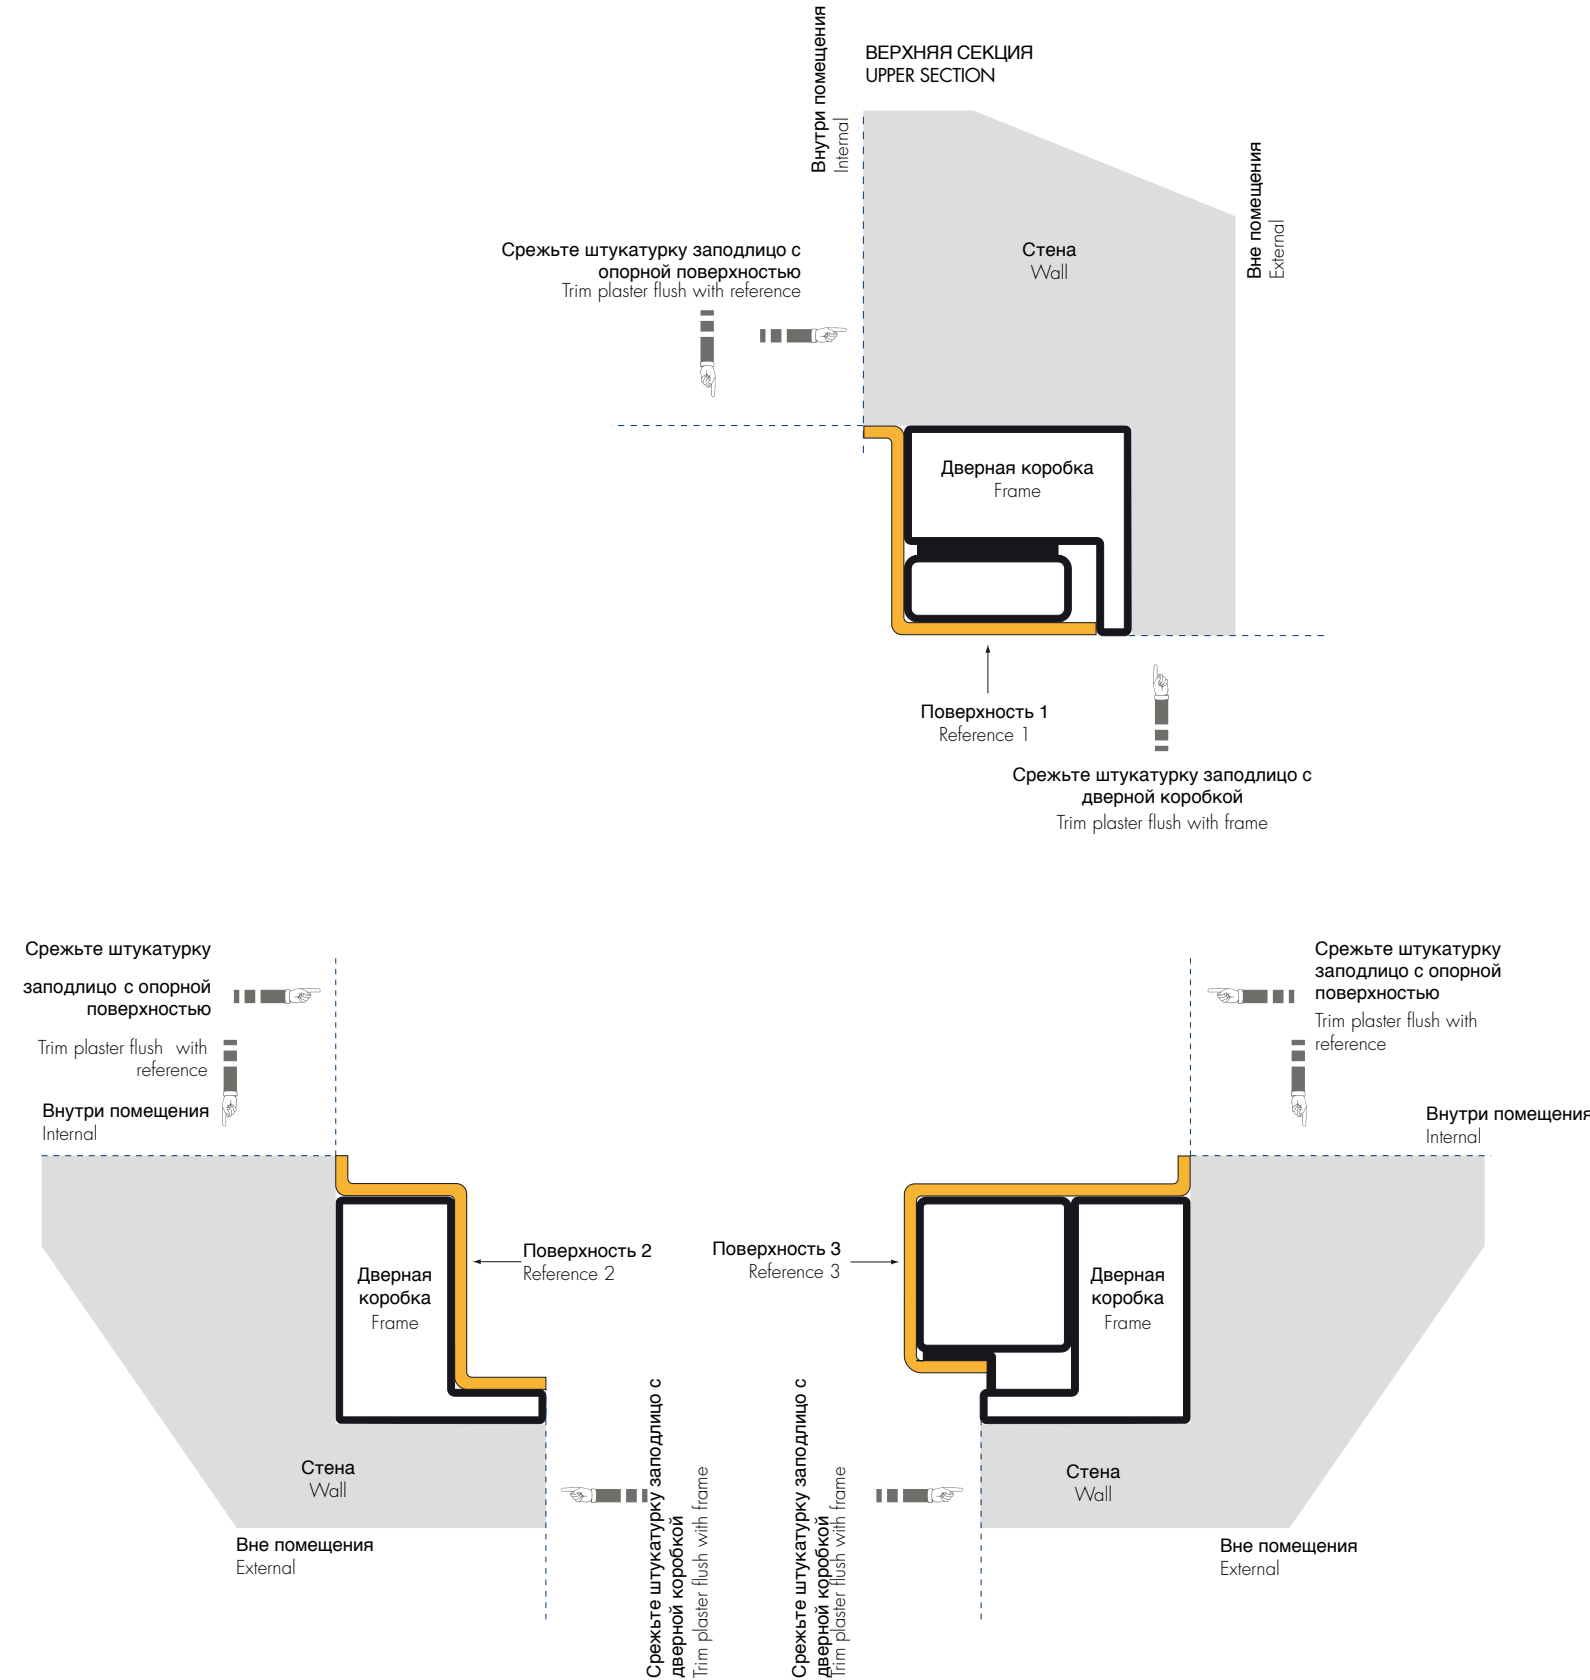 ВЕРХНЯЯ СЕКЦИЯ
UPPER SECTION
Внутри помещения
Internal
Вне помещения
External
Срежьте штукатурку заподлицо с
опорной поверхностью
Trim plaster flush with reference
Стена
Wall
Дверная коробка
Frame
Поверхность 1
Reference 1
Срежьте штукатурку заподлицо с
дверной коробкой
Trim plaster flush with frame
Срежьте штукатурку
заподлицо с опорной
поверхностью
Trim plaster flush with
reference
Внутри помещения
Internal
Срежьте штукатурку
заподлицо с опорной
поверхностью
Trim plaster flush with
reference
Внутри помещения
Internal
Дверная
коробка
Frame
Поверхность 2
Reference 2
Поверхность 3
Reference 3
Дверная
коробка
Frame
Стена
Wall
Вне помещения
External
Срежьте штукатурку заподлицо с
дверной коробкой
Trim plaster flush with frame
Срежьте штукатурку заподлицо с
дверной коробкой
Trim plaster flush with frame
Стена
Wall
Вне помещения
External